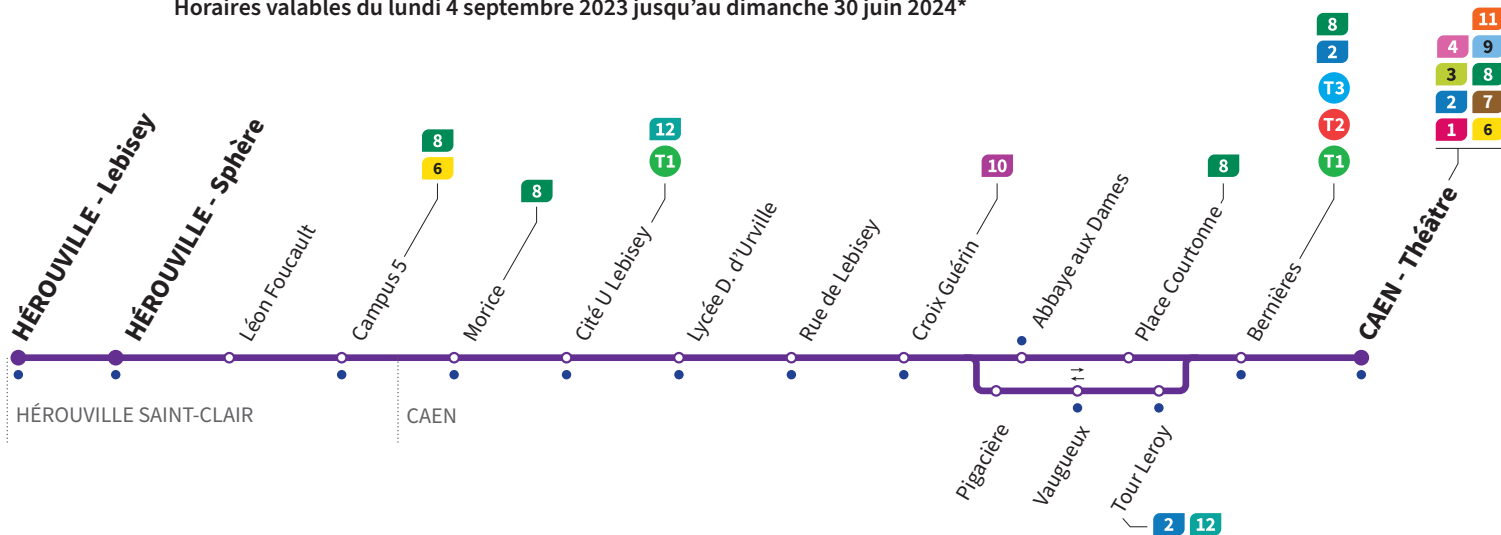 Horaires valables du lundi 4 septembre 2023 jusqu'au dimanche 30 juin 2024*
HÉROUVILLE - Lebisey
HÉROUVILLE - Sphère
Léon Foucault
8
6
Campus 5
8
Morice
12
T1
Cité U Lebisey
Lycée D. d'Urville
Rue de Lebisey
10
Croix Guérin
Abbaye aux Dames
8
Place Courtonne
8
2
T3
T2
T1
Bernières
11
4 9
3 8
2 7
1 6
CAEN - Théâtre
HÉROUVILLE SAINT-CLAIR
CAEN
Pigacière
Vaugueux
Tour Leroy
2 12